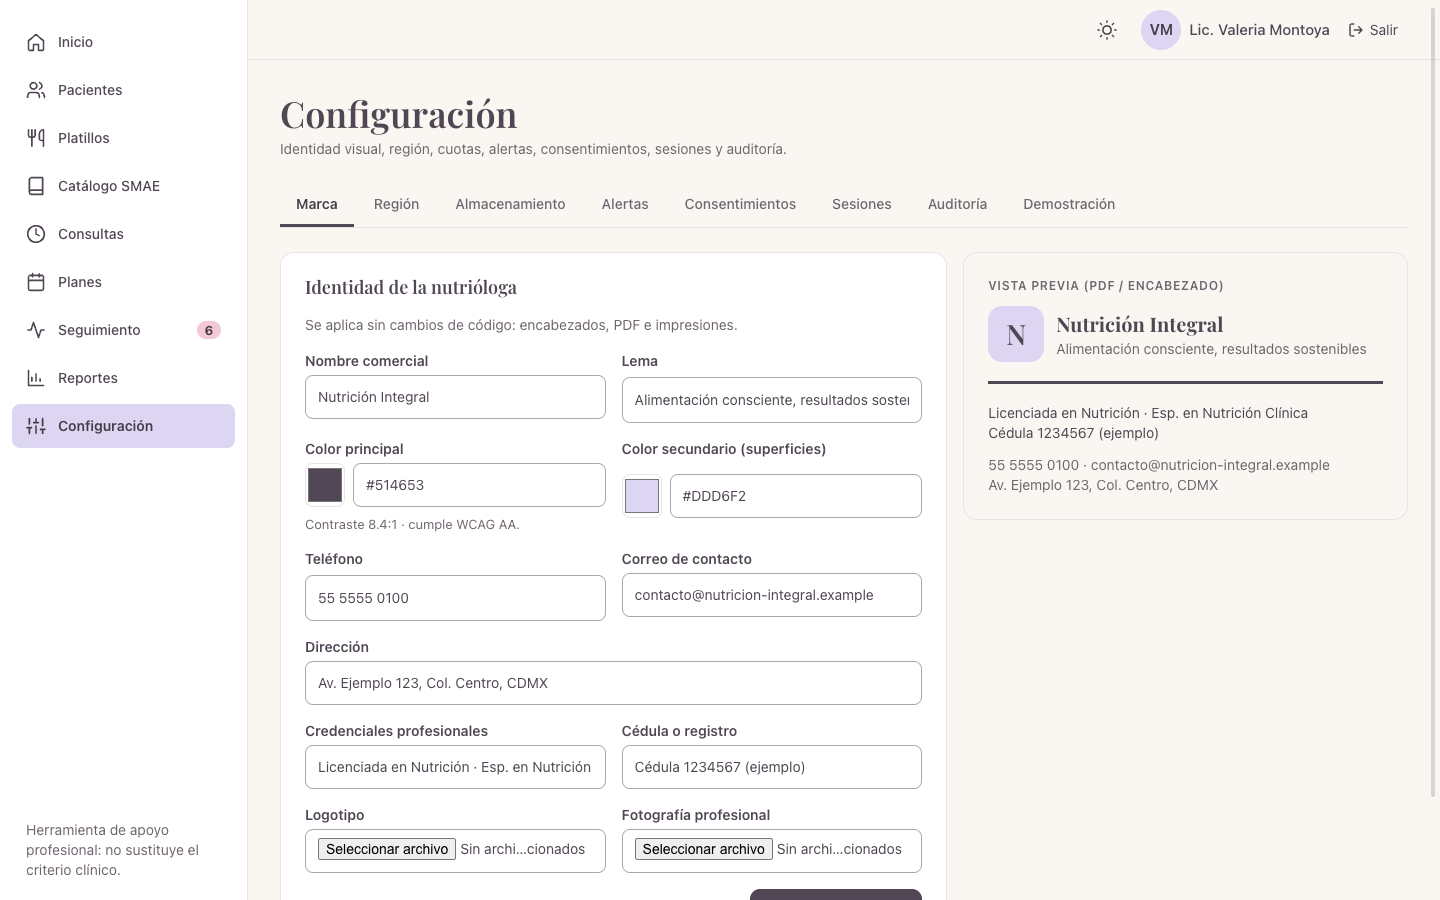 Inicio
Pacientes
Platillos
Catálogo SMAE
Consultas
Planes
Seguimiento 6
Reportes
Configuración
Herramienta de apoyo
profesional: no sustituye el
criterio clínico.
VM Lic. Valeria Montoya Salir
Configuración
Identidad visual, región, cuotas, alertas, consentimientos, sesiones y auditoría.
Marca Región Almacenamiento Alertas Consentimientos Sesiones Auditoría Demostración
Identidad de la nutrióloga
Se aplica sin cambios de código: encabezados, PDF e impresiones.
Nombre comercial Lema
Nutrición Integral Alimentación consciente, resultados soster
Color principal Color secundario (superficies)
#514653 #DDD6F2
Contraste 8.4:1 · cumple WCAG AA.
Teléfono Correo de contacto
55 5555 0100 contacto@nutricion-integral.example
Dirección
Av. Ejemplo 123, Col. Centro, CDMX
Credenciales profesionales Cédula o registro
Licenciada en Nutrición · Esp. en Nutrición Cédula 1234567 (ejemplo)
Logotipo Fotografía profesional
Seleccionar archivo Sin archi...cionados Seleccionar archivo Sin archi...cionados
VISTA PREVIA (PDF / ENCABEZADO)
N Nutrición Integral
Alimentación consciente, resultados sostenibles
Licenciada en Nutrición · Esp. en Nutrición Clínica
Cédula 1234567 (ejemplo)
55 5555 0100 · contacto@nutricion-integral.example
Av. Ejemplo 123, Col. Centro, CDMX